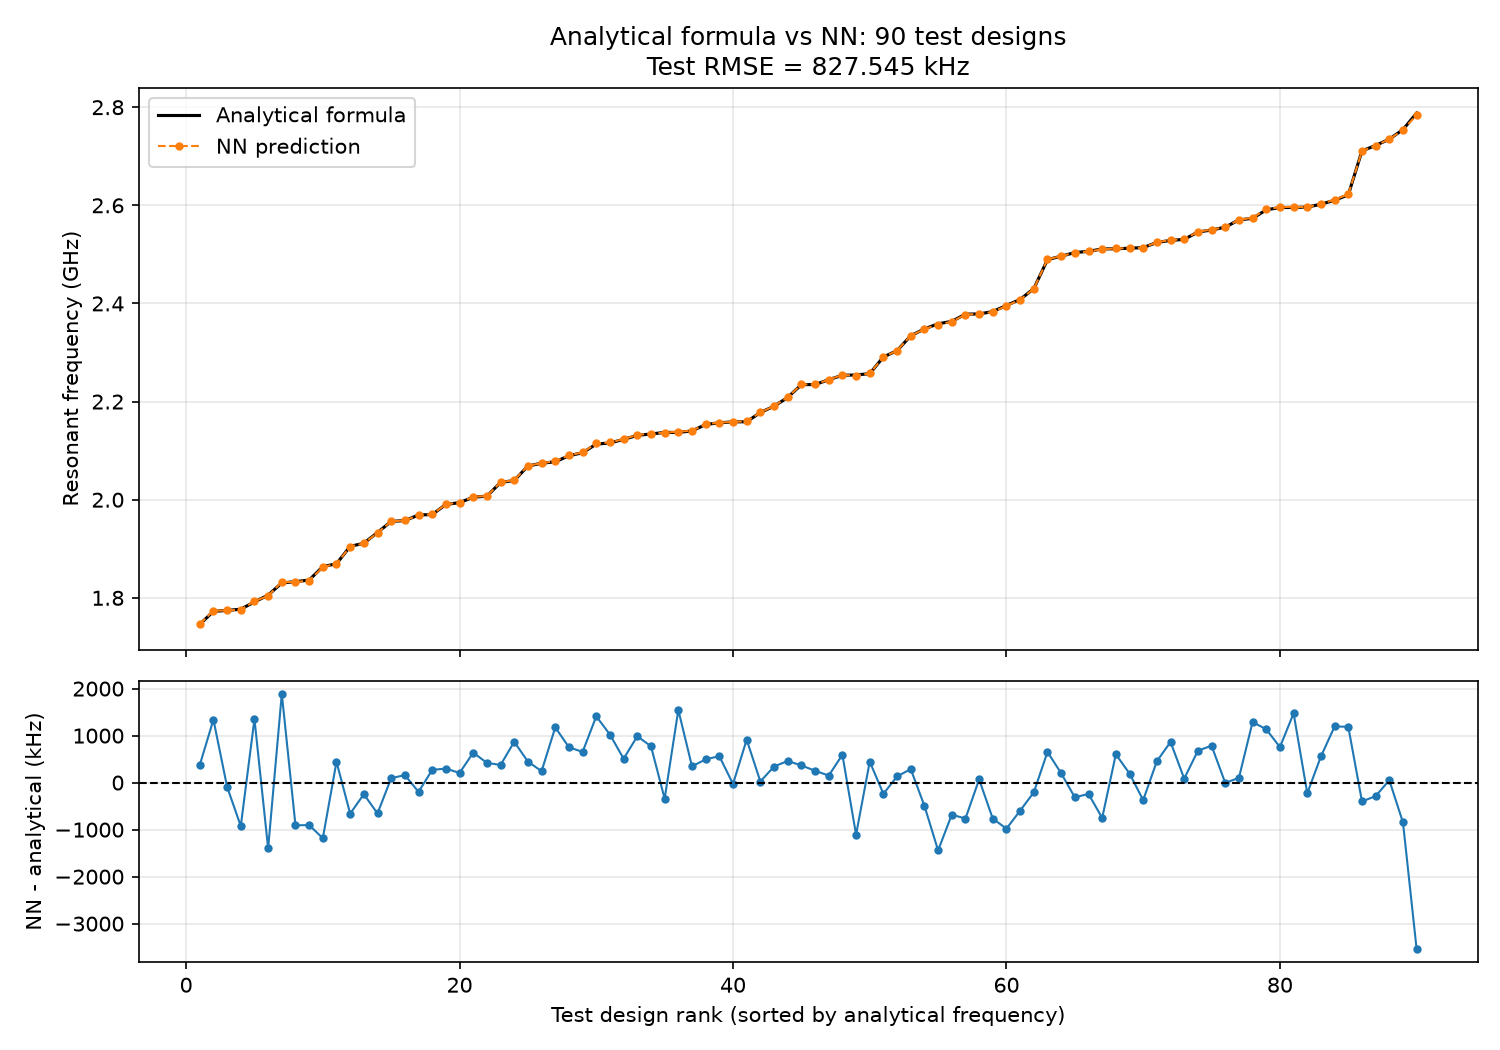 Analytical formula vs NN: 90 test designs
Test RMSE = 827.545 kHz
Analytical formula
NN prediction
Resonant frequency (GHz)
2.8
2.6
2.4
2.2
2.0
1.8
NN - analytical (kHz)
2000
1000
0
−1000
−2000
−3000
0 20 40 60 80
Test design rank (sorted by analytical frequency)